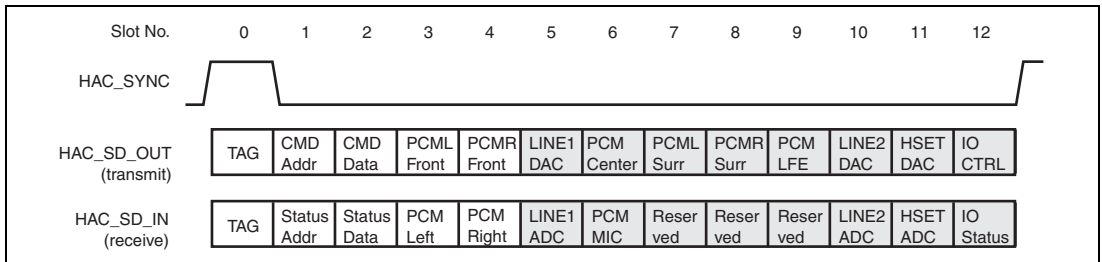 Slot No. 0 1 2 3 4 5 6 7 8 9 10 11 12
HAC_SYNC
HAC_SD_OUT
(transmit)
TAG
CMD
Addr
CMD
Data
PCML
Front
PCMR
Front
LINE1
DAC
PCM
Center
PCML
Surr
PCMR
Surr
PCM
LFE
LINE2
DAC
HSET
DAC
IO
CTRL
HAC_SD_IN
(receive)
TAG
Status
Addr
Status
Data
PCM
Left
PCM
Right
LINE1
ADC
PCM
MIC
Reser
ved
Reser
ved
Reser
ved
LINE2
ADC
HSET
ADC
IO
Status